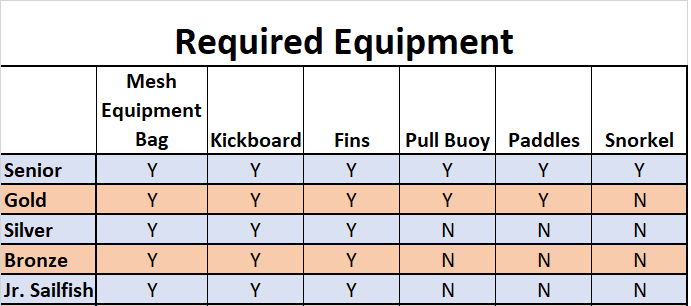 Required Equipment
Mesh Equipment Bag Kickboard Fins Pull Buoy Paddles Snorkel
Senior Y Y Y Y Y Y
Gold Y Y Y Y Y N
Silver Y Y Y N N N
Bronze Y Y Y N N N
Jr. Sailfish Y Y Y N N N